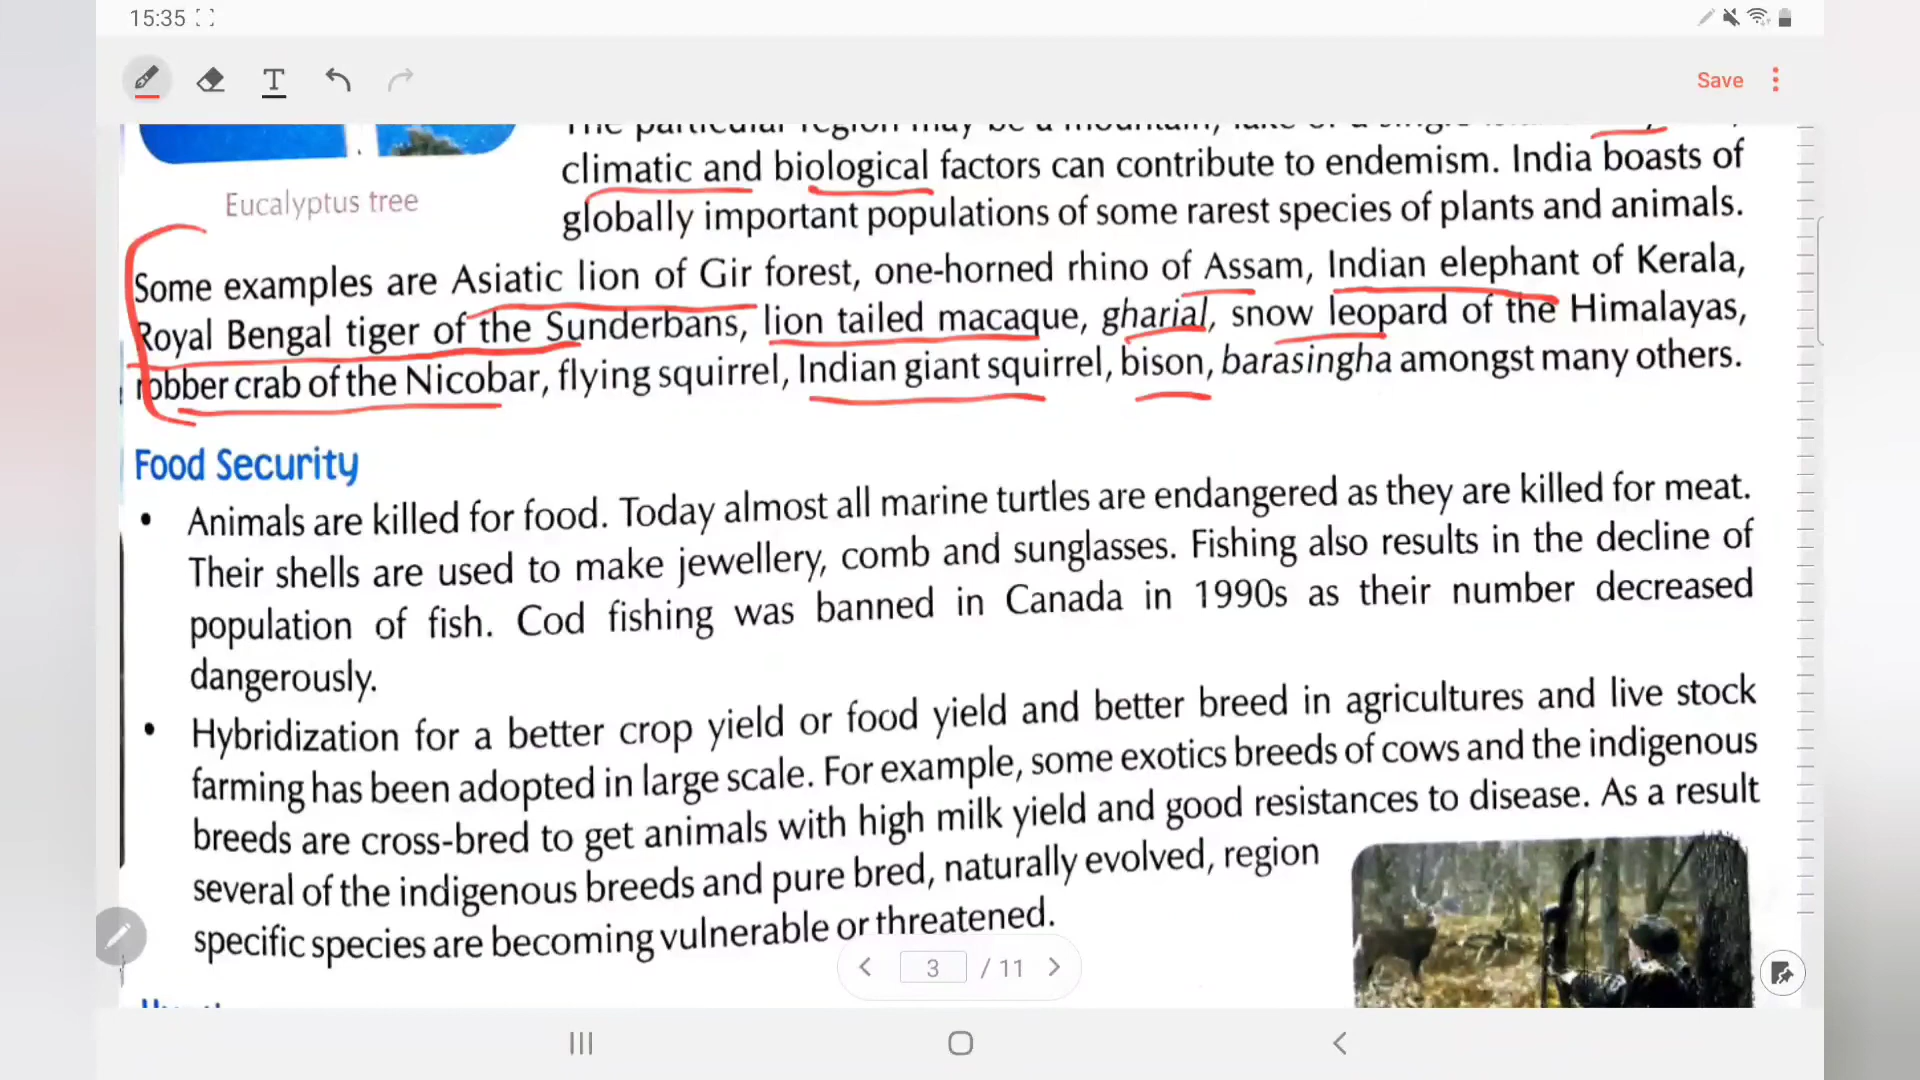 15:35
T
Save
The particular region may be a mountain, lake or a
climatic and biological factors can contribute to endemism. India boasts of
Eucalyptus tree
globally important populations of some rarest species of plants and animals.
Some examples are Asiatic lion of Gir forest, one-horned rhino of Assam, Indian elephant of Kerala,
Royal Bengal tiger of the Sunderbans, lion tailed macaque, gharial, snow leopard of the Himalayas,
robber crab of the Nicobar, flying squirrel, Indian giant squirrel, bison, barasingha amongst many others.
Food Security
• Animals are killed for food. Today almost all marine turtles are endangered as they are killed for meat.
Their shells are used to make jewellery, comb and sunglasses. Fishing also results in the decline of
population of fish. Cod fishing was banned in Canada in 1990s as their number decreased
dangerously.
• Hybridization for a better crop yield or food yield and better breed in agricultures and live stock
farming has been adopted in large scale. For example, some exotics breeds of cows and the indigenous
breeds are cross-bred to get animals with high milk yield and good resistances to disease. As a result
several of the indigenous breeds and pure bred, naturally evolved, region
specific species are becoming vulnerable or threatened.
3 / 11